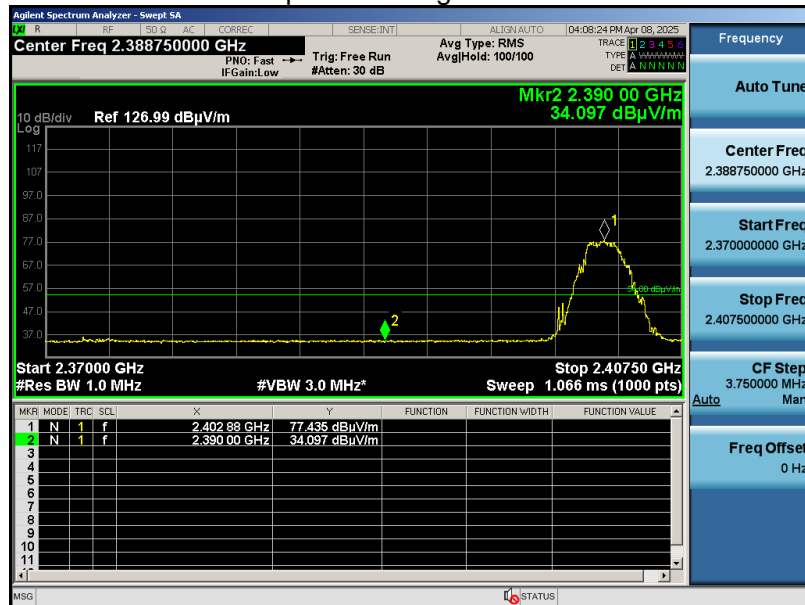 Agilent Spectrum Analyzer - Swept SA
R RF 50 Ω AC CORREC SENSE:INT ALIGN AUTO 04:08:24 PM Apr 08, 2025
Center Freq 2.388750000 GHz
PNO: Fast
IFGain:Low
Trig: Free Run
#Atten: 30 dB
Avg Type: RMS
Avg|Hold: 100/100
TRACE 1 2 3 4 5 6
TYPE A
DET A N N N N N
Mkr2 2.390 00 GHz
34.097 dBµV/m
10 dB/div Ref 126.99 dBµV/m
Log
117
107
97.0
87.0
77.0
67.0
57.0
47.0
37.0
1
2
Start 2.37000 GHz
Stop 2.40750 GHz
#Res BW 1.0 MHz
#VBW 3.0 MHz*
Sweep 1.066 ms (1000 pts)
MKR MODE TRC SCL X Y FUNCTION FUNCTION WIDTH FUNCTION VALUE
1 N 1 f 2.402 88 GHz 77.435 dBµV/m
2 N 1 f 2.390 00 GHz 34.097 dBµV/m
3
4
5
6
7
8
9
10
11
MSG
STATUS
Frequency
Auto Tune
Center Freq
2.388750000 GHz
Start Freq
2.370000000 GHz
Stop Freq
2.407500000 GHz
CF Step
3.750000 MHz
Auto Man
Freq Offset
0 Hz